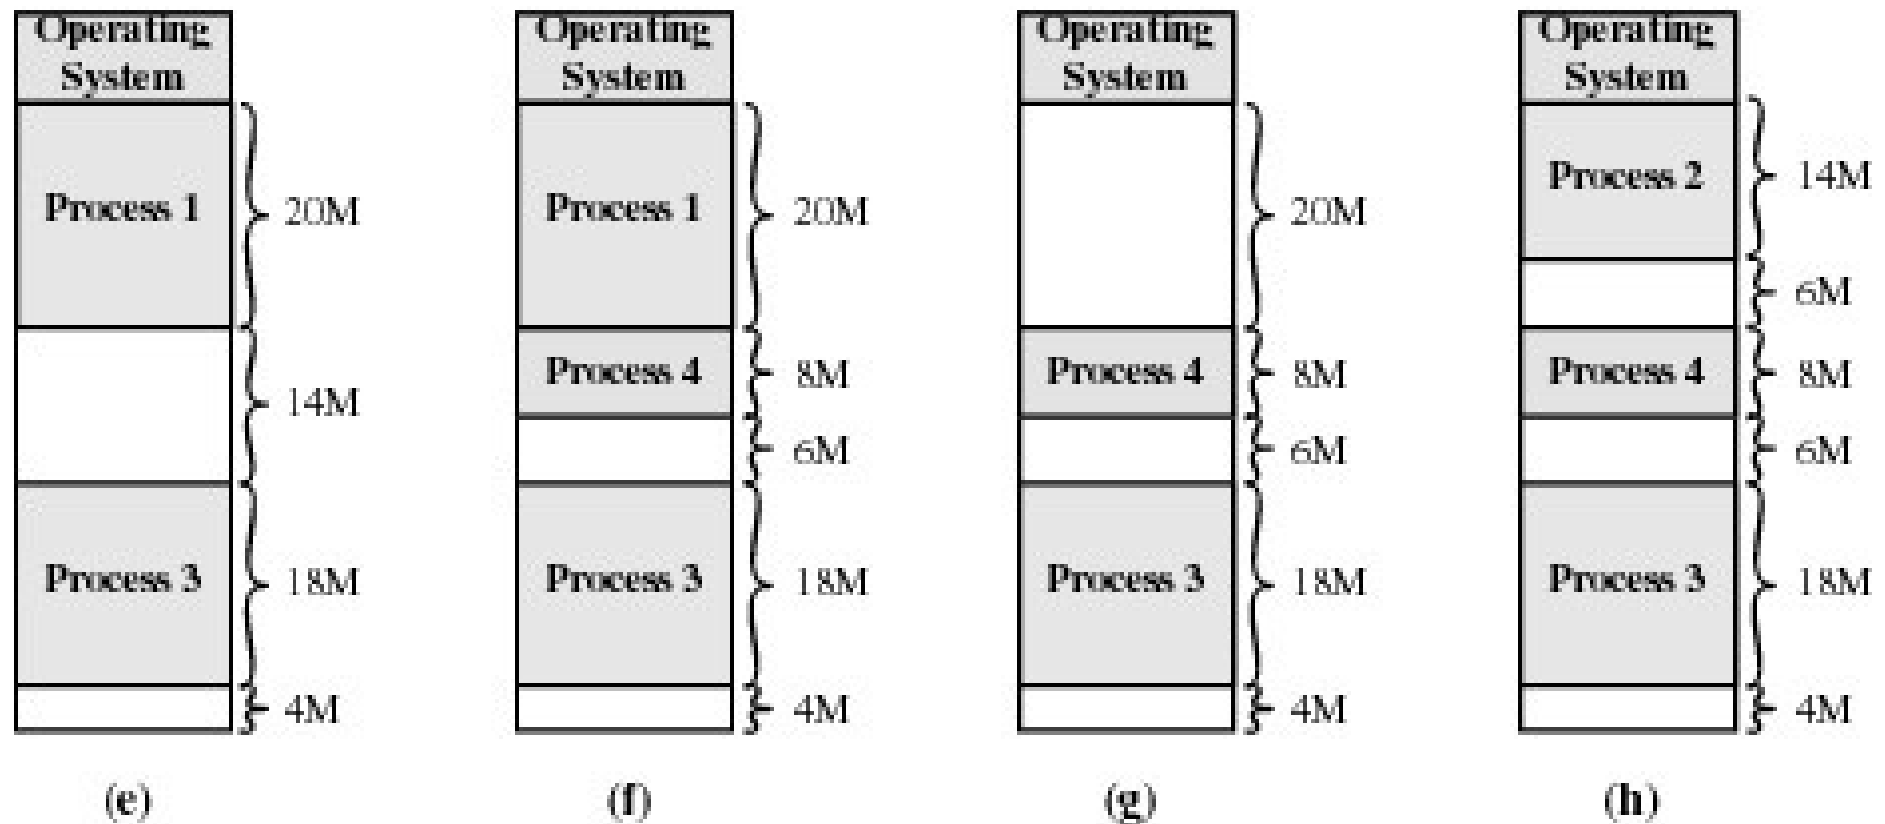 Operating
System
Process 1
20M
14M
Process 3
18M
4M
(e)
Operating
System
Process 1
20M
Process 4
8M
6M
Process 3
18M
4M
(f)
Operating
System
20M
Process 4
8M
6M
Process 3
18M
4M
(g)
Operating
System
Process 2
14M
6M
Process 4
8M
6M
Process 3
18M
4M
(h)